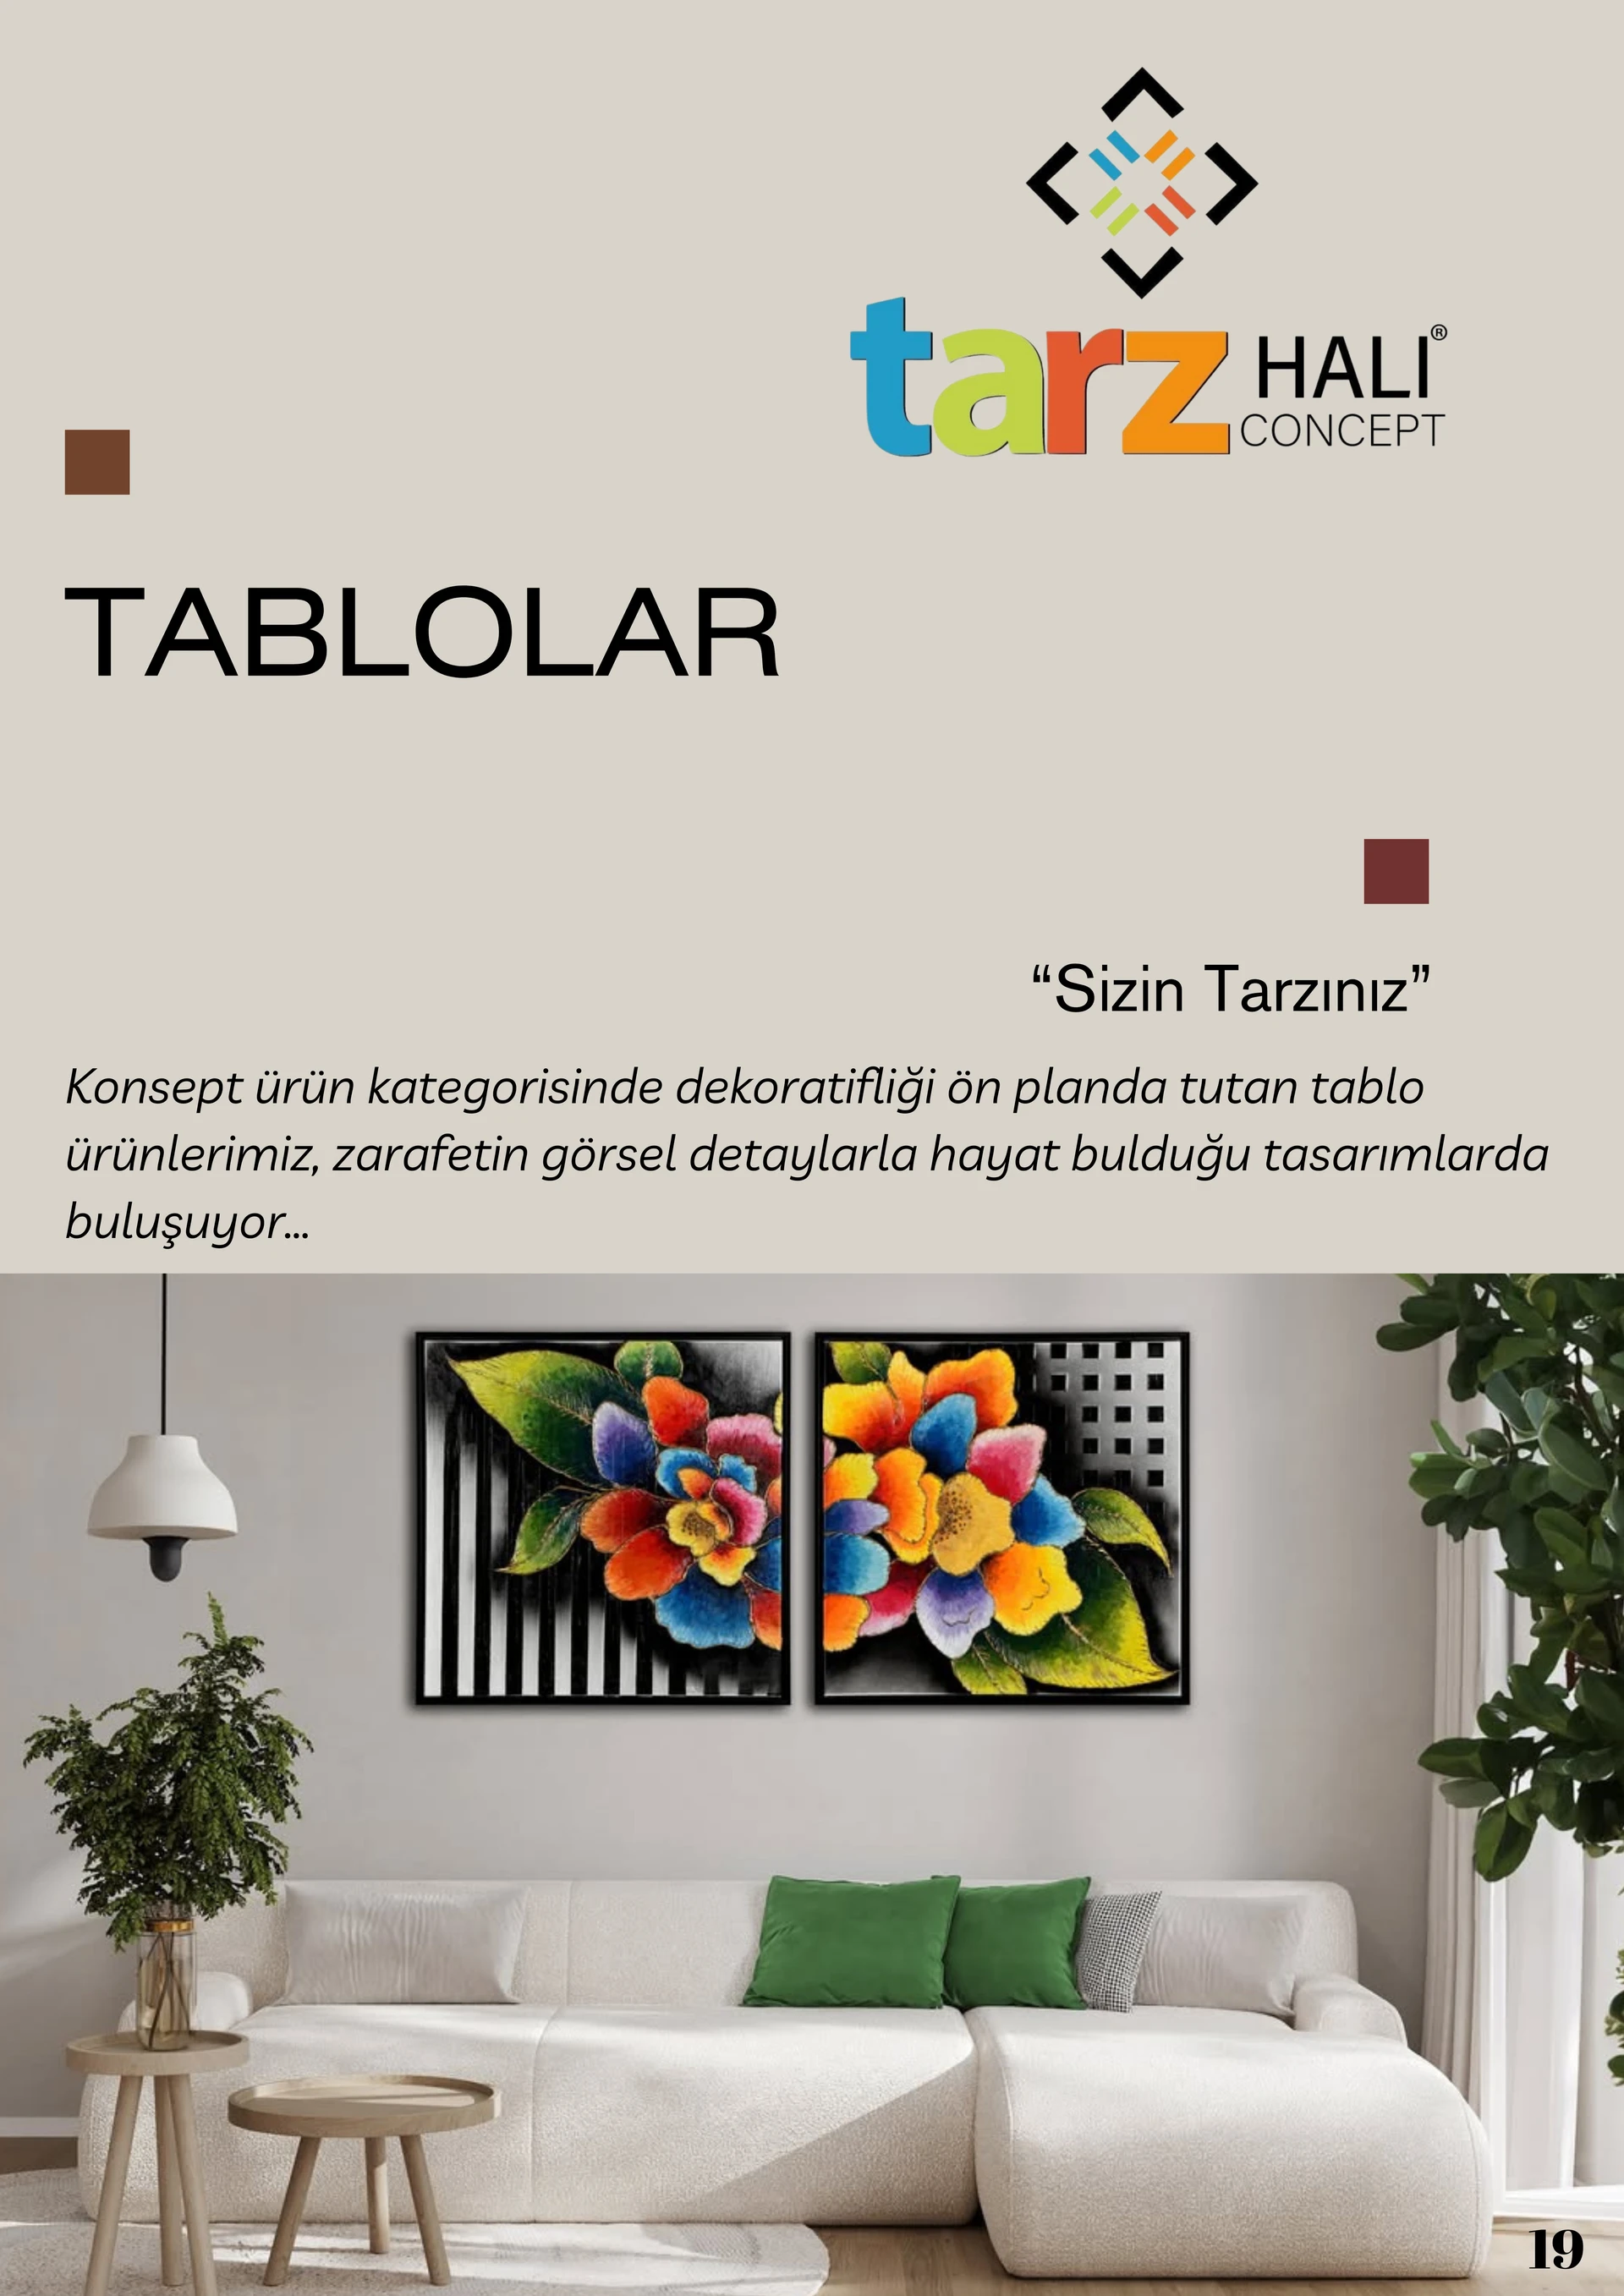 tarz HALI®
CONCEPT
TABLOLAR
“Sizin Tarzınız”
Konsept ürün kategorisinde dekoratifliği ön planda tutan tablo
ürünlerimiz, zarafetin görsel detaylarla hayat bulduğu tasarımlarda
buluşuyor...
19